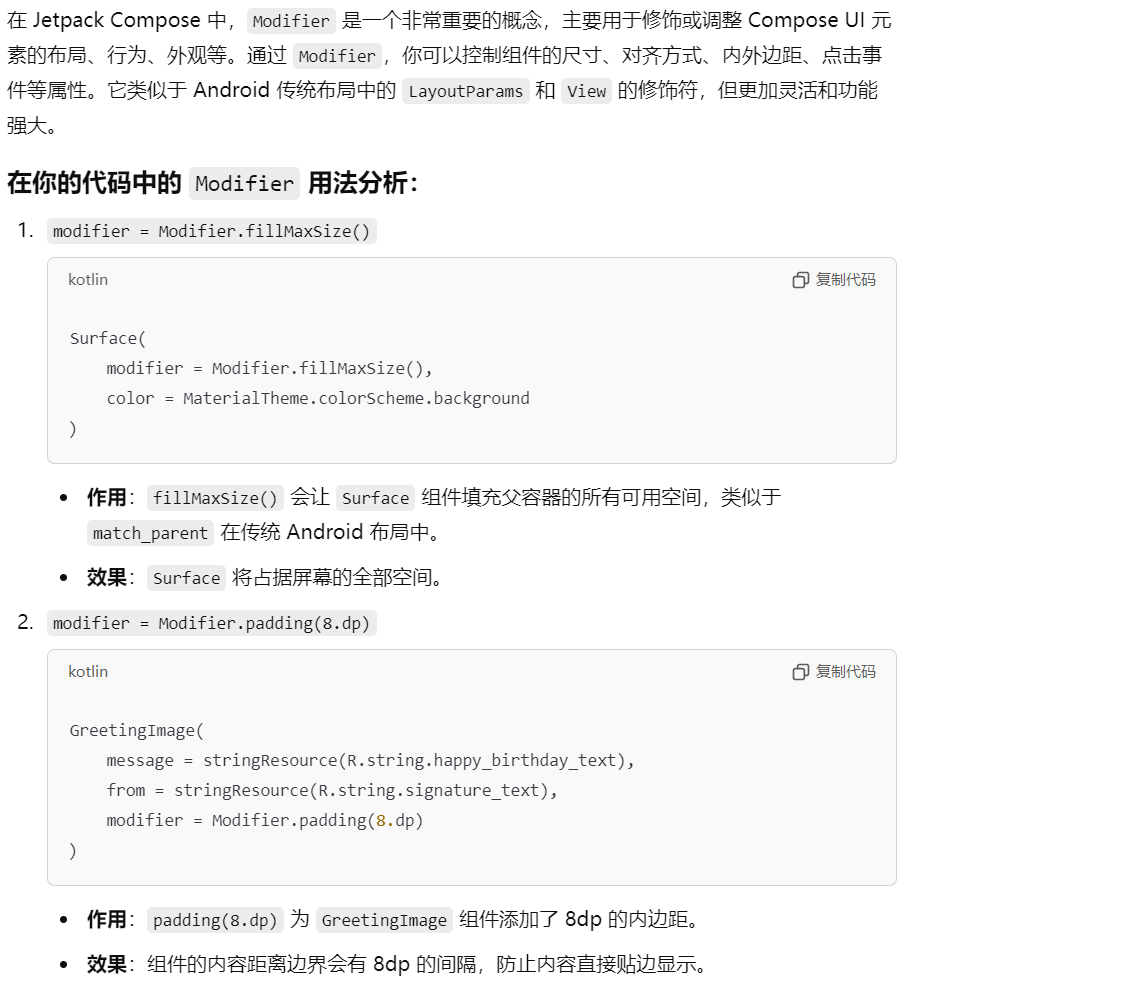 在 Jetpack Compose 中，Modifier 是一个非常重要的概念，主要用于修饰或调整 Compose UI 元
素的布局、行为、外观等。通过 Modifier，你可以控制组件的尺寸、对齐方式、内外边距、点击事
件等属性。它类似于 Android 传统布局中的 LayoutParams 和 View 的修饰符，但更加灵活和功能
强大。
在你的代码中的 Modifier 用法分析：
1. modifier = Modifier.fillMaxSize()
kotlin 复制代码
Surface(
    modifier = Modifier.fillMaxSize(),
    color = MaterialTheme.colorScheme.background
)
• 作用：fillMaxSize() 会让 Surface 组件填充父容器的所有可用空间，类似于
match_parent 在传统 Android 布局中。
• 效果：Surface 将占据屏幕的全部空间。
2. modifier = Modifier.padding(8.dp)
kotlin 复制代码
GreetingImage(
    message = stringResource(R.string.happy_birthday_text),
    from = stringResource(R.string.signature_text),
    modifier = Modifier.padding(8.dp)
)
• 作用：padding(8.dp) 为 GreetingImage 组件添加了 8dp 的内边距。
• 效果：组件的内容距离边界会有 8dp 的间隔，防止内容直接贴边显示。